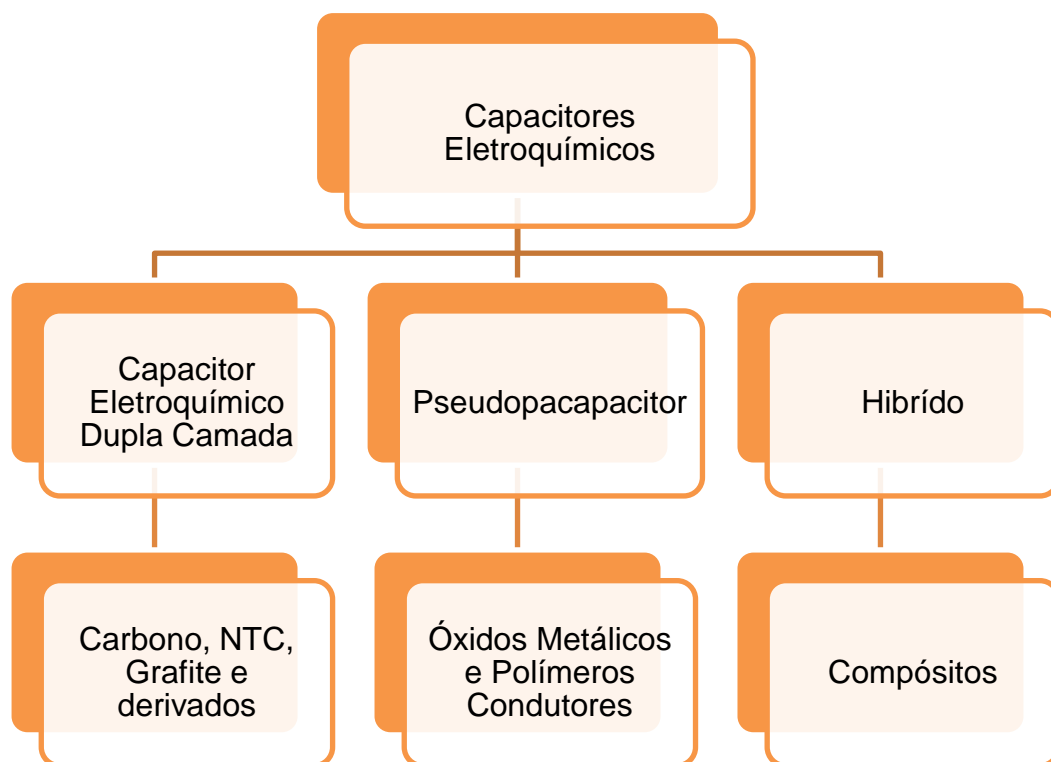 Capacitores
Eletroquímicos
Capacitor
Eletroquímico
Dupla Camada
Pseudopacapacitor
Hibrído
Carbono, NTC,
Grafite e
derivados
Óxidos Metálicos
e Polímeros
Condutores
Compósitos